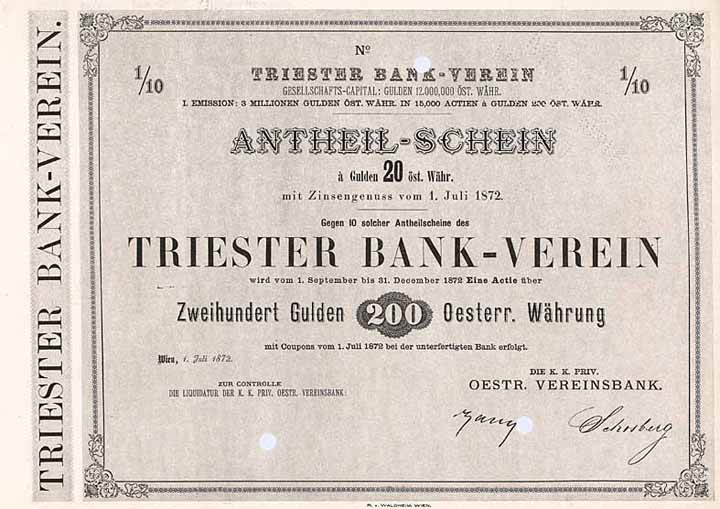 TRIESTER BANK-VEREIN.
Nº
1/10
1/10
TRIESTER BANK-VEREIN
GESELLSCHAFTS-CAPITAL: GULDEN 12,000,000 ÖST. WÄHR.
I. EMISSION: 3 MILLIONEN GULDEN ÖST. WÄHR. IN 15,000 ACTIEN à GULDEN 200 ÖST. WÄHR.
ANTHEIL-SCHEIN
à Gulden 20 öst. Währ.
mit Zinsengenuss vom 1. Juli 1872.
Gegen 10 solcher Antheilscheine des
TRIESTER BANK-VEREIN
wird vom 1. September bis 31. December 1872 Eine Actie über
Zweihundert Gulden 200 Oesterr. Währung
mit Coupons vom 1. Juli 1872 bei der unterfertigten Bank erfolgt.
Wien, 1. Juli 1872.
ZUR CONTROLLE
DIE LIQUIDATUR DER K. K. PRIV. OESTR. VEREINSBANK:
DIE K. K. PRIV.
OESTR. VEREINSBANK.
R. v. WALDHEIM, WIEN.